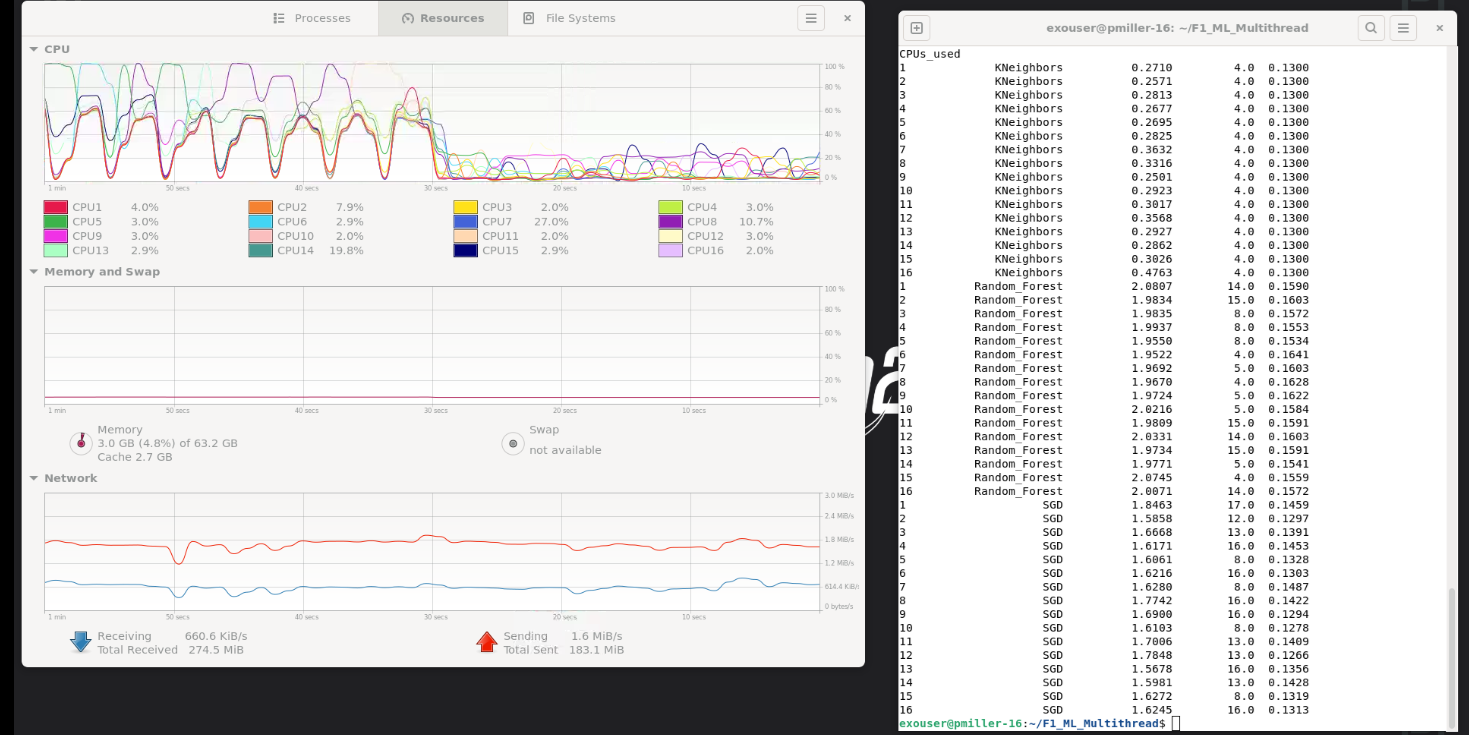 Processes
Resources
File Systems
CPU
100 %
80 %
60 %
40 %
20 %
0 %
1 min 50 secs 40 secs 30 secs 20 secs 10 secs
CPU1 4.0% CPU2 7.9% CPU3 2.0% CPU4 3.0%
CPU5 3.0% CPU6 2.9% CPU7 27.0% CPU8 10.7%
CPU9 3.0% CPU10 2.0% CPU11 2.0% CPU12 3.0%
CPU13 2.9% CPU14 19.8% CPU15 2.9% CPU16 2.0%
Memory and Swap
100 %
80 %
60 %
40 %
20 %
0 %
1 min 50 secs 40 secs 30 secs 20 secs 10 secs
Memory
3.0 GB (4.8%) of 63.2 GB
Cache 2.7 GB
Swap
not available
Network
3.0 MiB/s
2.4 MiB/s
1.8 MiB/s
1.2 MiB/s
614.4 KiB/s
0 bytes/s
1 min 50 secs 40 secs 30 secs 20 secs 10 secs
Receiving 660.6 KiB/s
Total Received 274.5 MiB
Sending 1.6 MiB/s
Total Sent 183.1 MiB
exouser@pmiller-16: ~/F1_ML_Multithread
CPUs_used
1 KNeighbors 0.2710 4.0 0.1300
2 KNeighbors 0.2571 4.0 0.1300
3 KNeighbors 0.2813 4.0 0.1300
4 KNeighbors 0.2677 4.0 0.1300
5 KNeighbors 0.2695 4.0 0.1300
6 KNeighbors 0.2825 4.0 0.1300
7 KNeighbors 0.3632 4.0 0.1300
8 KNeighbors 0.3316 4.0 0.1300
9 KNeighbors 0.2501 4.0 0.1300
10 KNeighbors 0.2923 4.0 0.1300
11 KNeighbors 0.3017 4.0 0.1300
12 KNeighbors 0.3568 4.0 0.1300
13 KNeighbors 0.2927 4.0 0.1300
14 KNeighbors 0.2862 4.0 0.1300
15 KNeighbors 0.3026 4.0 0.1300
16 KNeighbors 0.4763 4.0 0.1300
1 Random_Forest 2.0807 14.0 0.1590
2 Random_Forest 1.9834 15.0 0.1603
3 Random_Forest 1.9835 8.0 0.1572
4 Random_Forest 1.9937 8.0 0.1553
5 Random_Forest 1.9550 8.0 0.1534
6 Random_Forest 1.9522 4.0 0.1641
7 Random_Forest 1.9692 5.0 0.1603
8 Random_Forest 1.9670 4.0 0.1628
9 Random_Forest 1.9724 5.0 0.1622
10 Random_Forest 2.0216 5.0 0.1584
11 Random_Forest 1.9809 15.0 0.1591
12 Random_Forest 2.0331 14.0 0.1603
13 Random_Forest 1.9734 15.0 0.1591
14 Random_Forest 1.9771 5.0 0.1541
15 Random_Forest 2.0745 4.0 0.1559
16 Random_Forest 2.0071 14.0 0.1572
1 SGD 1.8463 17.0 0.1459
2 SGD 1.5858 12.0 0.1297
3 SGD 1.6668 13.0 0.1391
4 SGD 1.6171 16.0 0.1453
5 SGD 1.6061 8.0 0.1328
6 SGD 1.6216 16.0 0.1303
7 SGD 1.6280 8.0 0.1487
8 SGD 1.7742 16.0 0.1422
9 SGD 1.6900 16.0 0.1294
10 SGD 1.6103 8.0 0.1278
11 SGD 1.7006 13.0 0.1409
12 SGD 1.7848 13.0 0.1266
13 SGD 1.5678 16.0 0.1356
14 SGD 1.5981 13.0 0.1428
15 SGD 1.6272 8.0 0.1319
16 SGD 1.6245 16.0 0.1313
exouser@pmiller-16:~/F1_ML_Multithread$